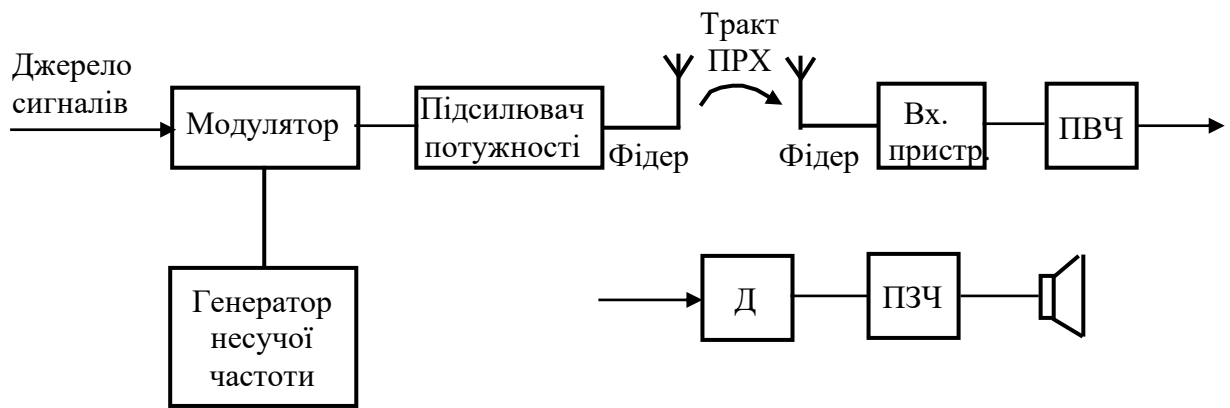 Джерело
сигналів
Модулятор
Підсилювач
потужності
Фідер
Тракт
ПРХ
Фідер
Вх.
пристр.
ПВЧ
Генератор
несучої
частоти
Д
ПЗЧ